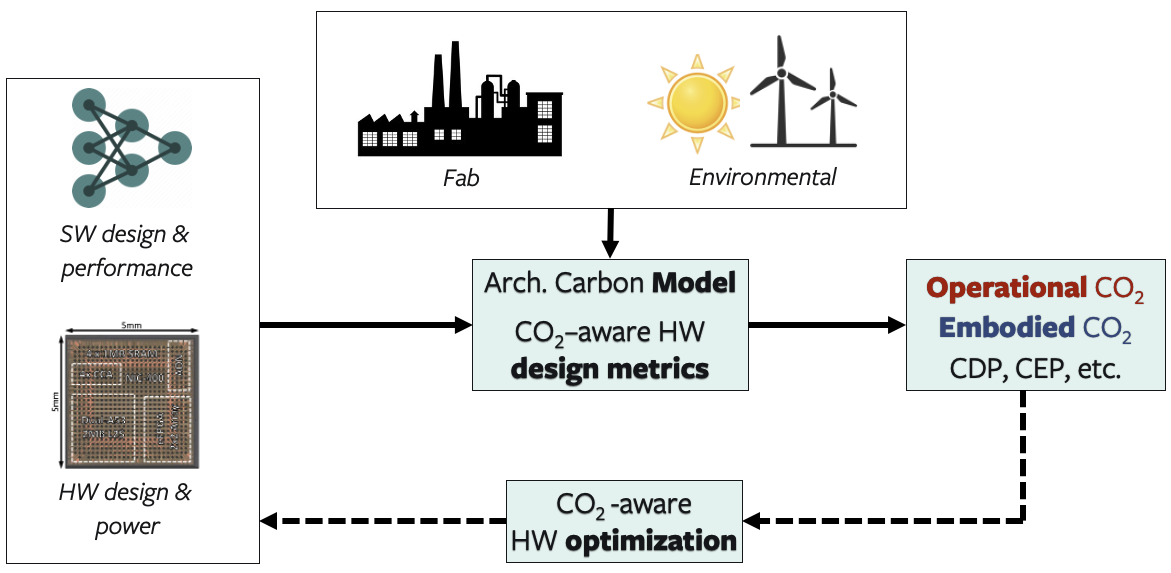 Fab
Environmental
SW design &
performance
5mm
5mm
HW design &
power
Arch. Carbon Model
CO₂–aware HW
design metrics
Operational CO₂
Embodied CO₂
CDP, CEP, etc.
CO₂ -aware
HW optimization